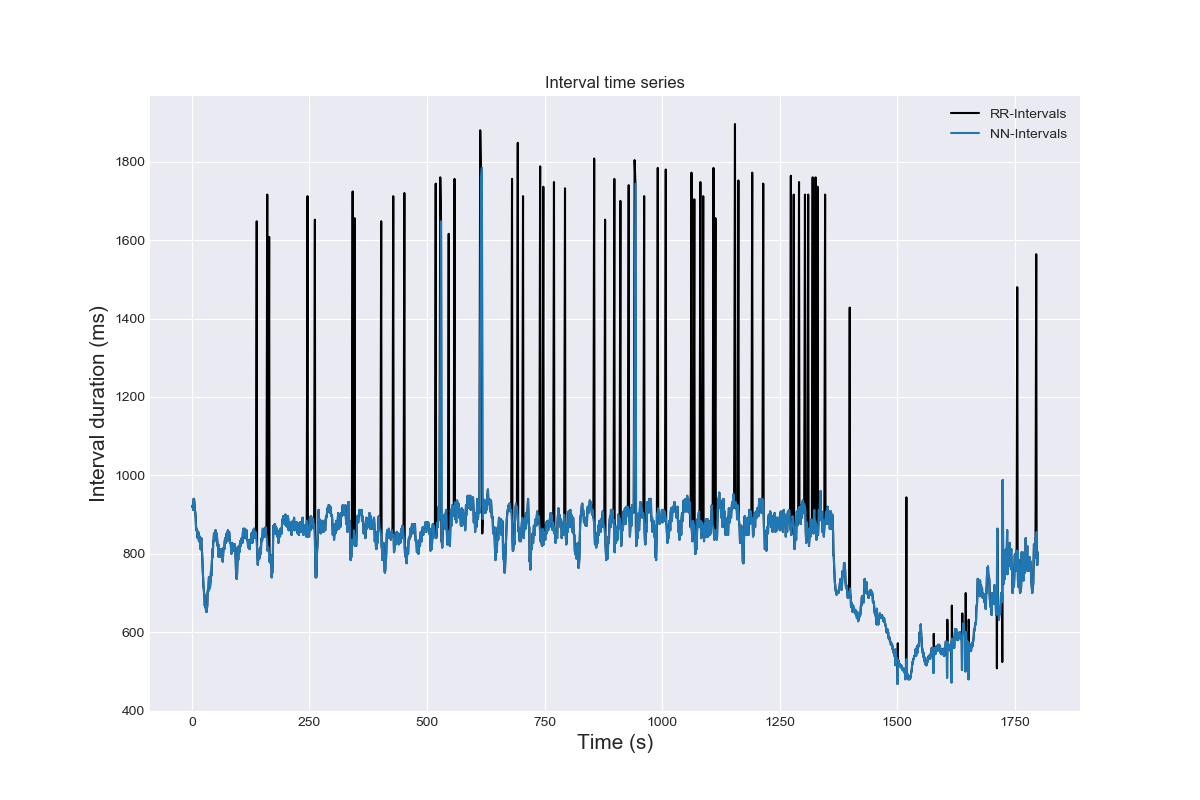 Interval time series
RR-Intervals
NN-Intervals
Interval duration (ms)
1800
1600
1400
1200
1000
800
600
400
0 250 500 750 1000 1250 1500 1750
Time (s)